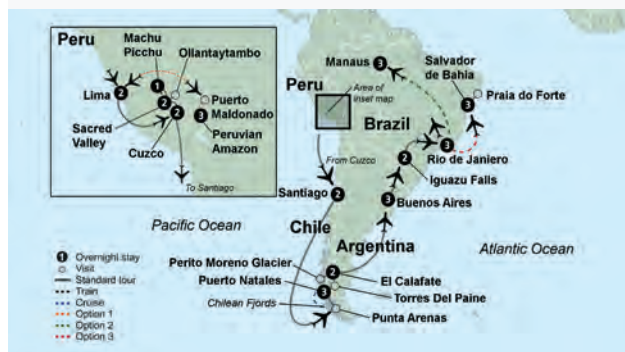 Peru
Machu
Picchu
Ollantaytambo
1
2
Lima
2
2
Puerto
Maldonado
Sacred
Valley
3
Peruvian
Amazon
Cuzco
To Santiago
Manaus
3
Salvador
de Bahia
3
Praia do Forte
Peru
Area of
inset map
Brazil
3
Rio de Janiero
From Cuzco
2
Iguazu Falls
Santiago
2
3
Buenos Aires
Chile
Pacific Ocean
Argentina
Atlantic Ocean
Perito Moreno Glacier
2
El Calafate
Puerto Natales
3
Torres Del Paine
Chilean Fjords
Punta Arenas
1 Overnight stay
Visit
Standard tour
Train
Cruise
Option 1
Option 2
Option 3